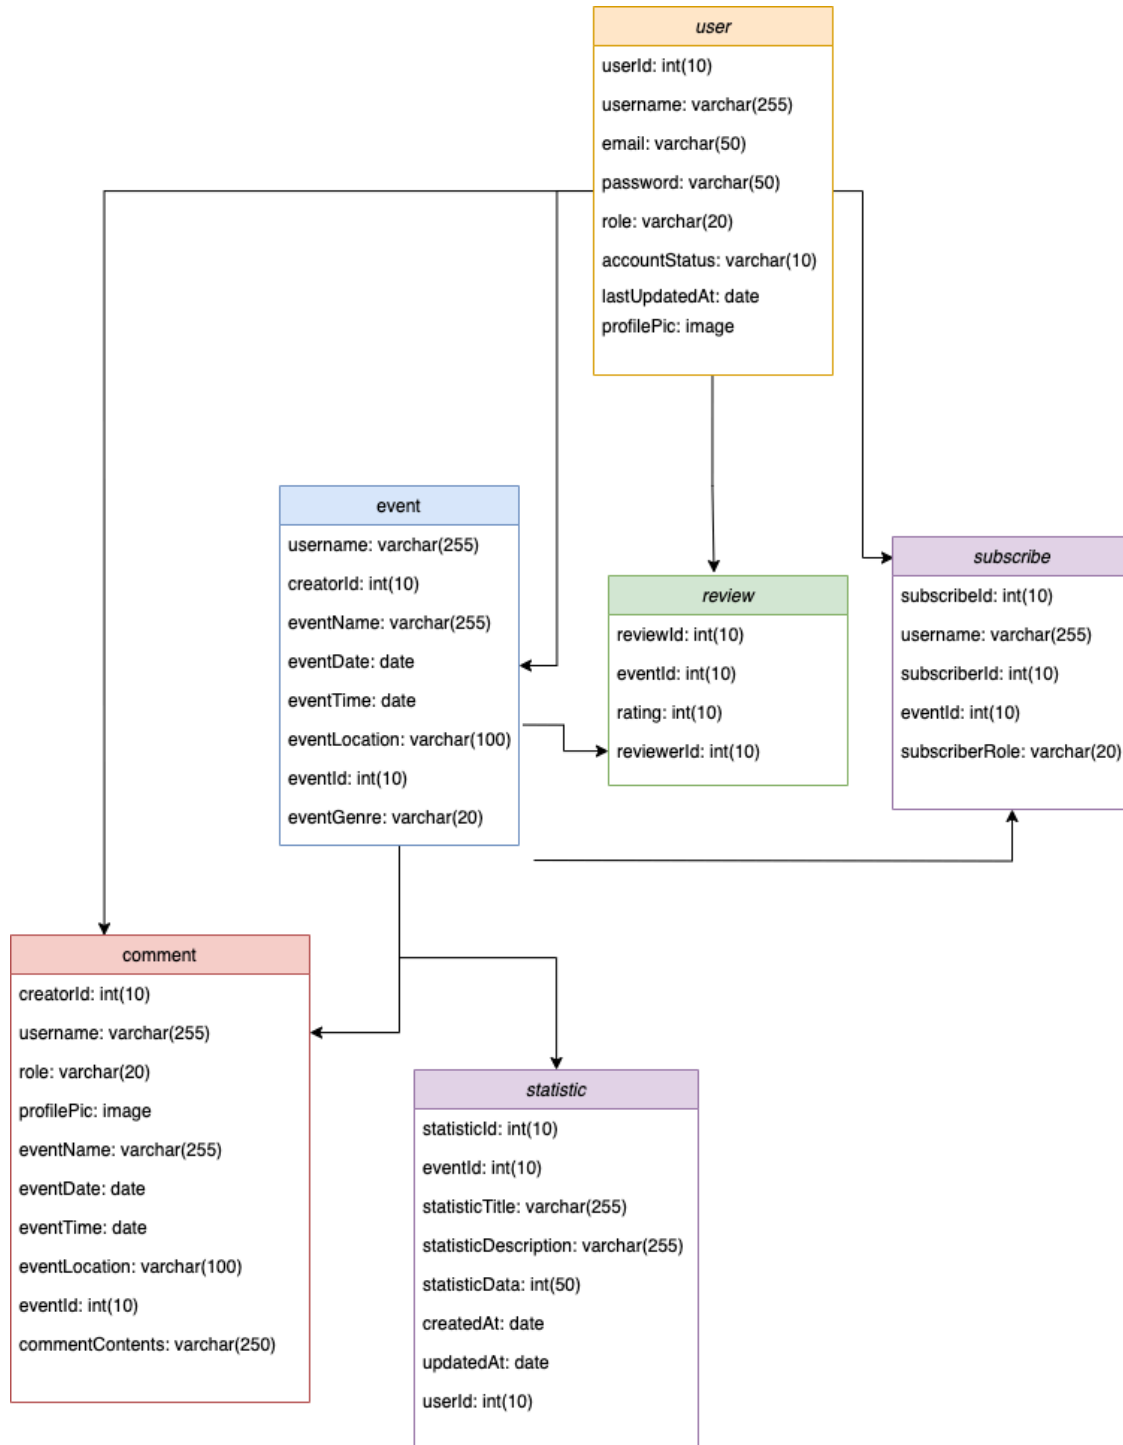 user
userId: int(10)
username: varchar(255)
email: varchar(50)
password: varchar(50)
role: varchar(20)
accountStatus: varchar(10)
lastUpdatedAt: date
profilePic: image
event
username: varchar(255)
creatorId: int(10)
eventName: varchar(255)
eventDate: date
eventTime: date
eventLocation: varchar(100)
eventId: int(10)
eventGenre: varchar(20)
review
reviewId: int(10)
eventId: int(10)
rating: int(10)
reviewerId: int(10)
subscribe
subscribeId: int(10)
username: varchar(255)
subscriberId: int(10)
eventId: int(10)
subscriberRole: varchar(20)
comment
creatorId: int(10)
username: varchar(255)
role: varchar(20)
profilePic: image
eventName: varchar(255)
eventDate: date
eventTime: date
eventLocation: varchar(100)
eventId: int(10)
commentContents: varchar(250)
statistic
statisticId: int(10)
eventId: int(10)
statisticTitle: varchar(255)
statisticDescription: varchar(255)
statisticData: int(50)
createdAt: date
updatedAt: date
userId: int(10)